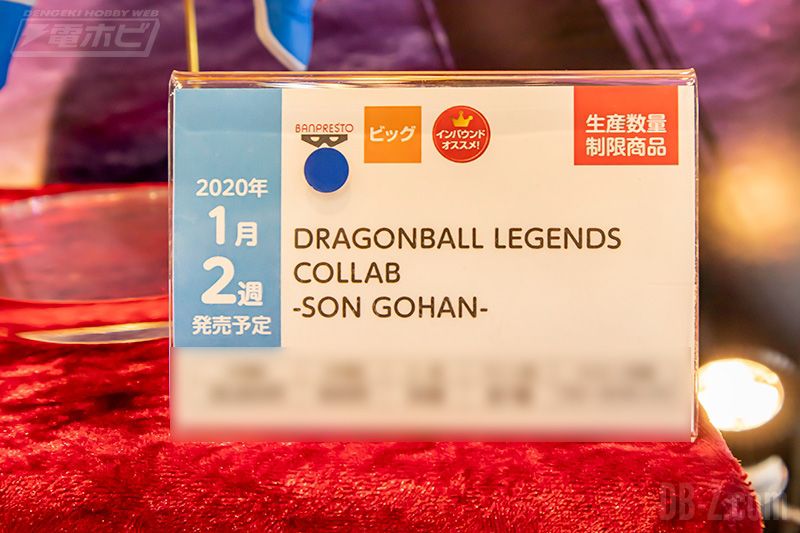 DENGEKI HOBBY WEB
電ホビ
BANPRESTO
ビッグ
インバウンド
オススメ!
生産数量
制限商品
2020年
1月
2週
発売予定
DRAGONBALL LEGENDS
COLLAB
-SON GOHAN-
DB-Z.com